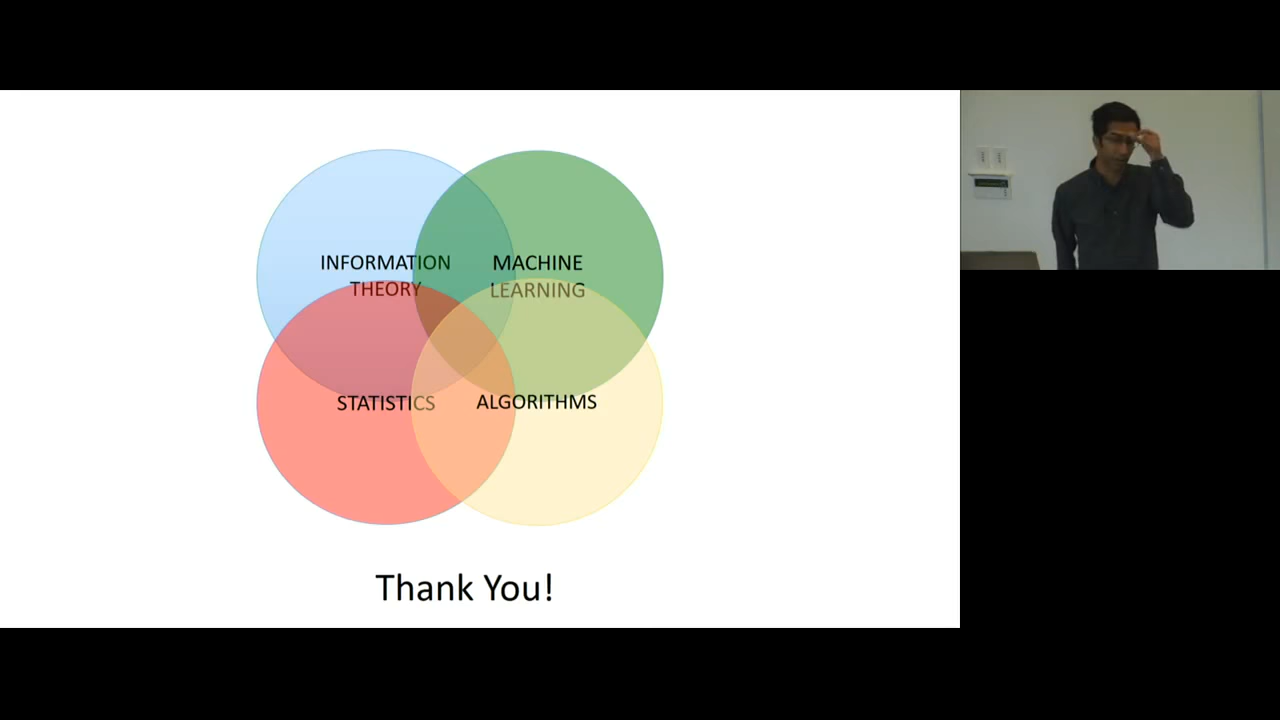 INFORMATION
THEORY
MACHINE
LEARNING
STATISTICS
ALGORITHMS
Thank You!